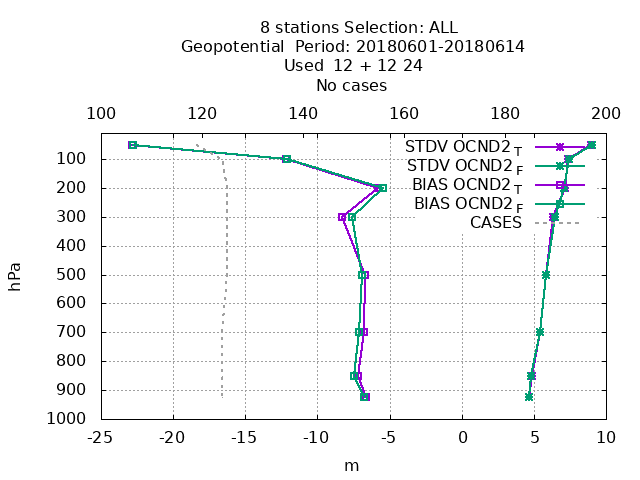 8 stations Selection: ALL
Geopotential  Period: 20180601-20180614
Used  12 + 12 24
No cases
100 120 140 160 180 200
STDV OCND2 T
STDV OCND2 F
BIAS OCND2 T
BIAS OCND2 F
CASES
hPa
100
200
300
400
500
600
700
800
900
1000
-25 -20 -15 -10 -5 0 5 10
m